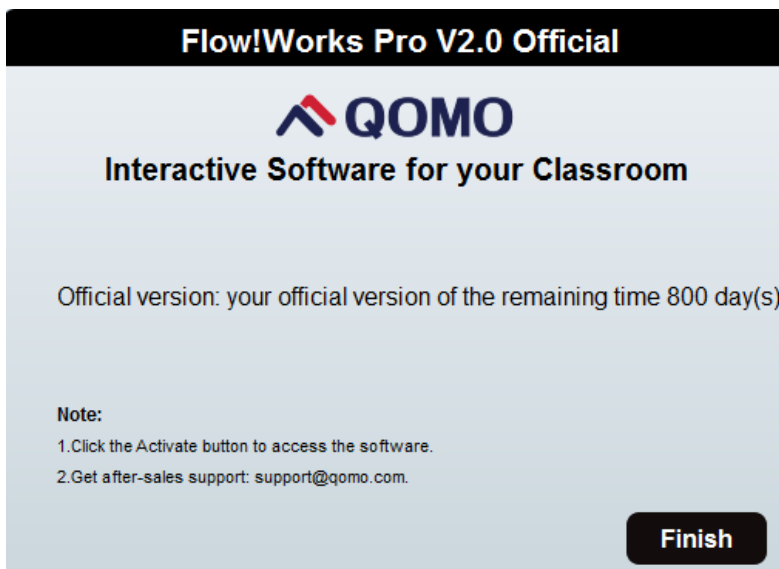 Flow!Works Pro V2.0 Official
QOMO
Interactive Software for your Classroom
Official version: your official version of the remaining time 800 day(s)
Note:
1.Click the Activate button to access the software.
2.Get after-sales support: support@qomo.com.
Finish